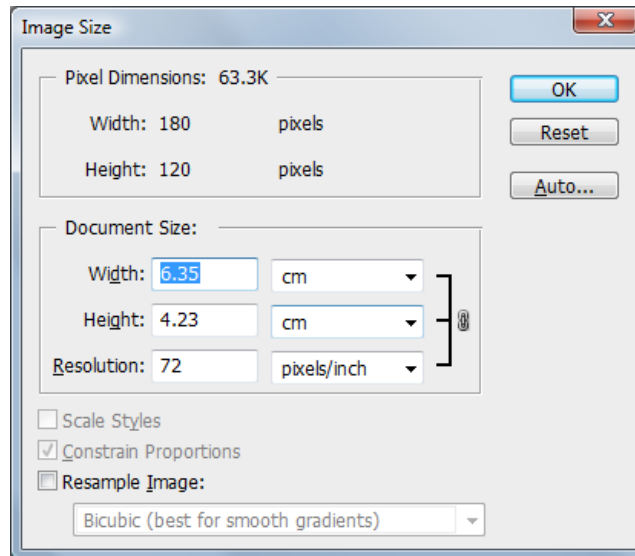 Image Size
Pixel Dimensions: 63.3K
Width: 180 pixels
Height: 120 pixels
OK
Reset
Auto...
Document Size:
Width: 6.35 cm
Height: 4.23 cm
Resolution: 72 pixels/inch
Scale Styles
Constrain Proportions
Resample Image:
Bicubic (best for smooth gradients)